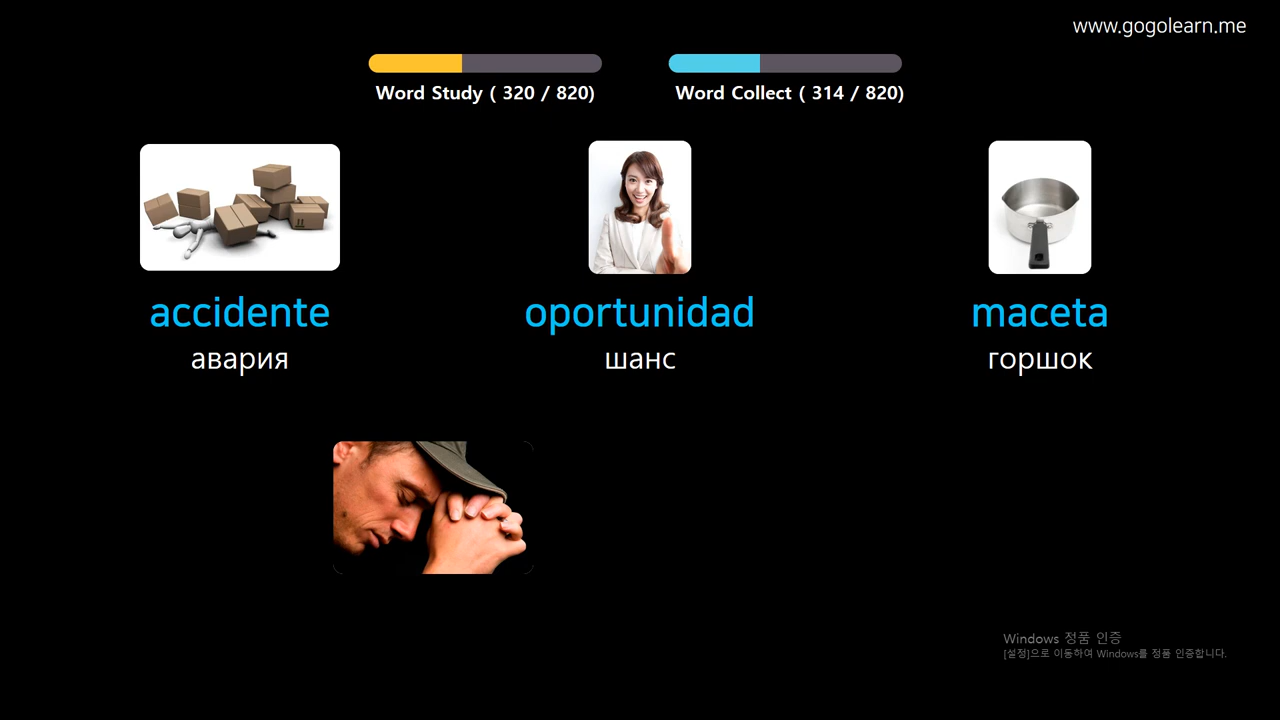 www.gogolearn.me
Word Study ( 320 / 820)
Word Collect ( 314 / 820)
accidente
авария
oportunidad
шанс
maceta
горшок
Windows 정품 인증
[설정]으로 이동하여 Windows를 정품 인증합니다.